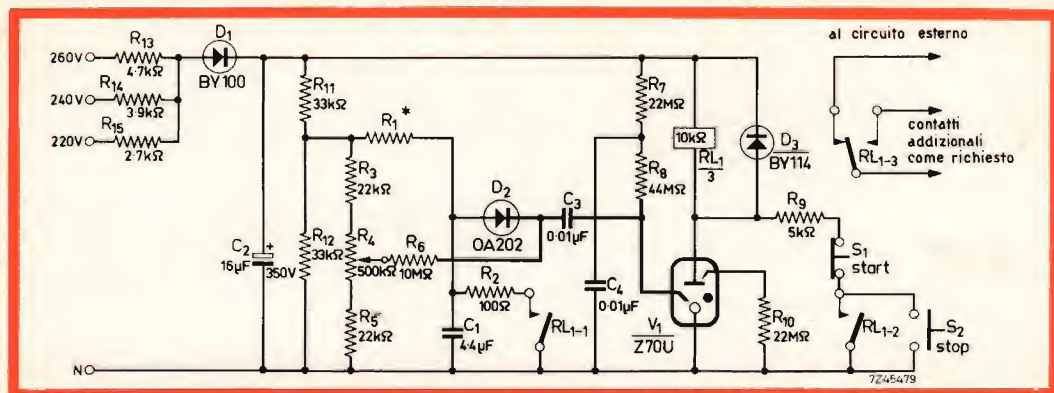 260V
R13
4.7kΩ
D1
BY100
R14
240V
3.9kΩ
R15
220V
2.7kΩ
C2
16μF
+
350V
R11
33kΩ
R12
33kΩ
R1 *
R3
22kΩ
R4
500kΩ
R5
22kΩ
R6
10MΩ
D2
OA202
C3
0.01μF
R2
100Ω
C1
4.4μF
RL1-1
R7
22MΩ
R8
44MΩ
C4
0.01μF
10kΩ
RL1
3
D3
BY114
V1
Z70U
R10
22MΩ
R9
5kΩ
S1
start
RL1-2
S2
stop
al circuito esterno
contatti
addizionali
come richiesto
RL1-3
N
7Z45479